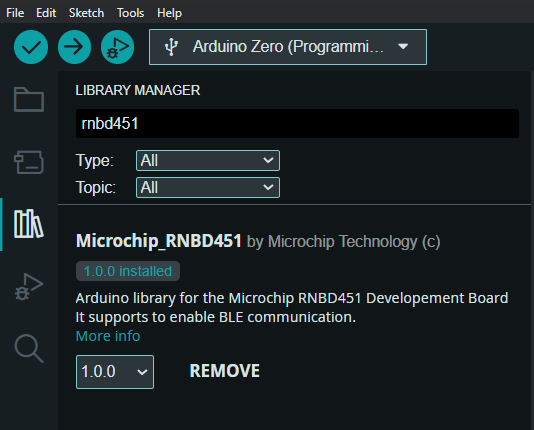 File Edit Sketch Tools Help
Arduino Zero (Programmi...
LIBRARY MANAGER
rnbd451
Type: All
Topic: All
Microchip_RNBD451 by Microchip Technology (c)
1.0.0 installed
Arduino library for the Microchip RNBD451 Developement Board
It supports to enable BLE communication.
More info
1.0.0 REMOVE